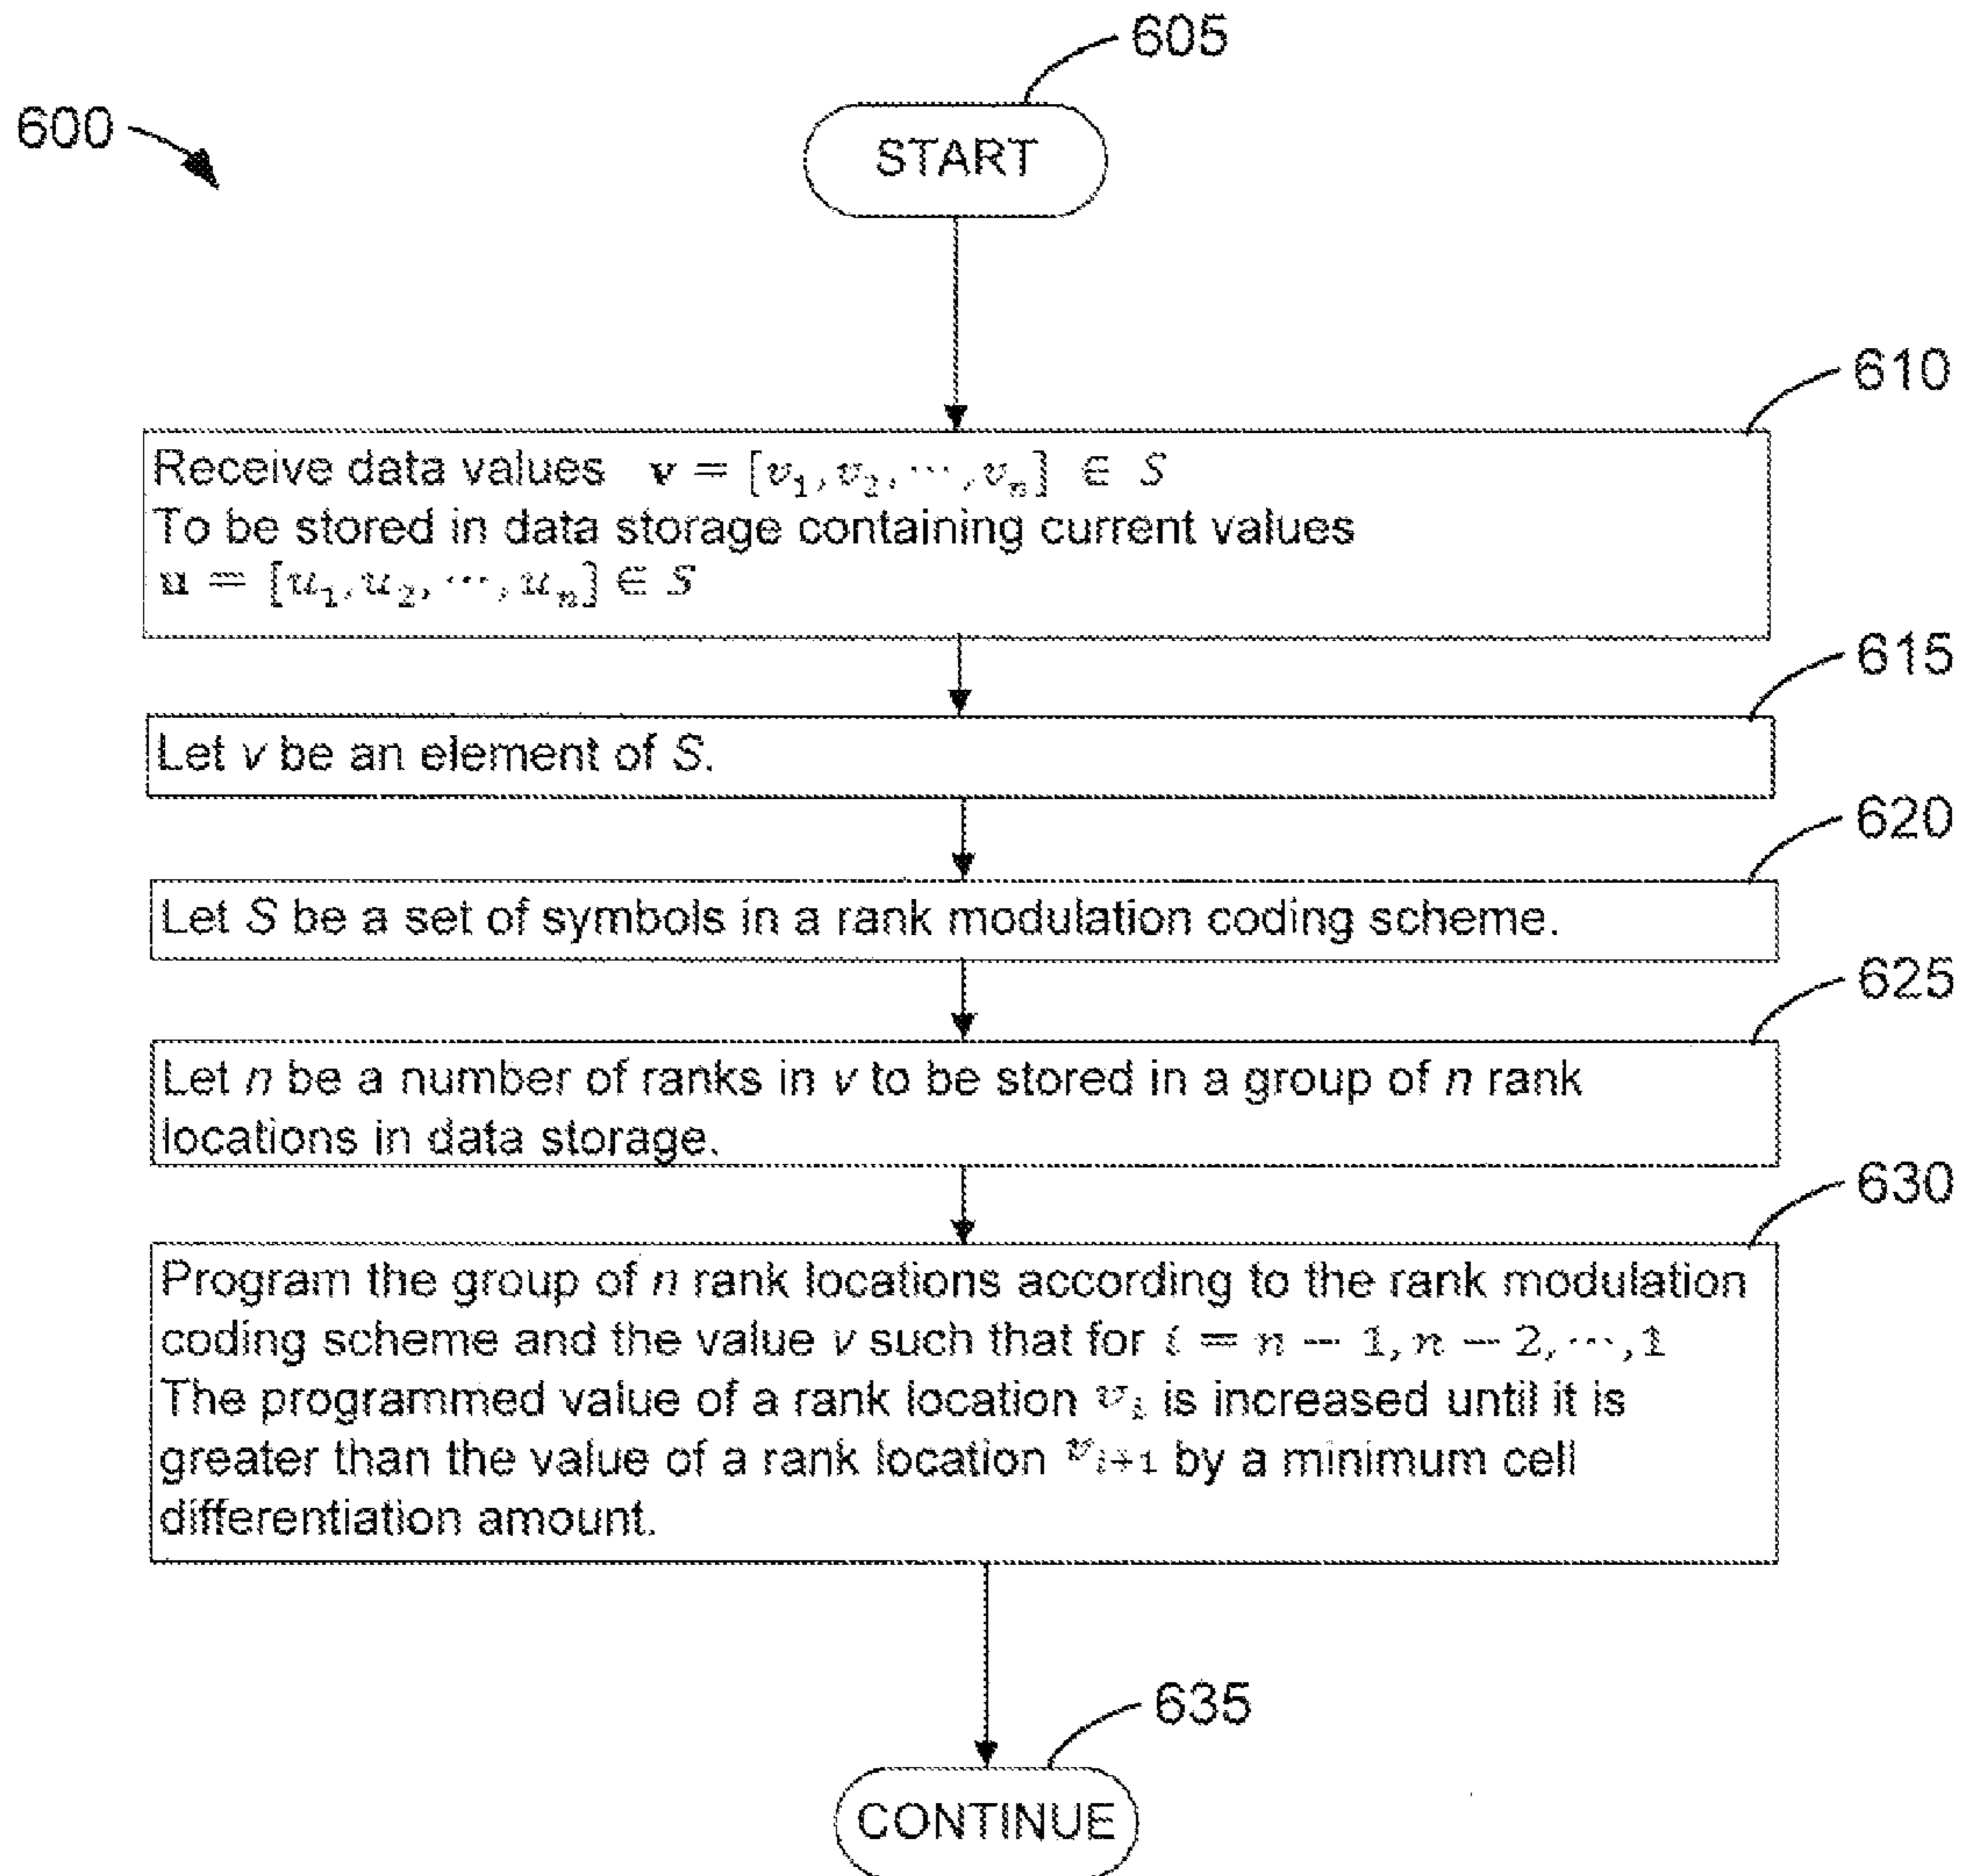 605
600
START
610
Receive data values v = [v₁, v₂, ⋯, vₙ] ∈ S
To be stored in data storage containing current values
u = [u₁, u₂, ⋯, uₙ] ∈ S
615
Let v be an element of S.
620
Let S be a set of symbols in a rank modulation coding scheme.
625
Let n be a number of ranks in v to be stored in a group of n rank
locations in data storage.
630
Program the group of n rank locations according to the rank modulation
coding scheme and the value v such that for i = n − 1, n − 2, ⋯, 1
The programmed value of a rank location vᵢ is increased until it is
greater than the value of a rank location vᵢ₊₁ by a minimum cell
differentiation amount.
635
CONTINUE